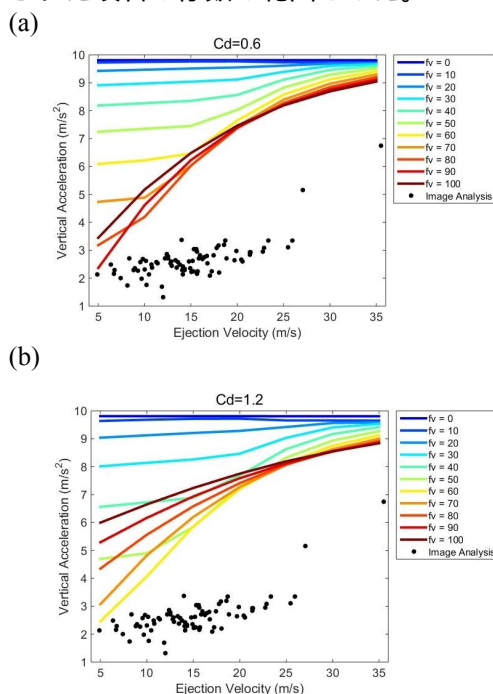 (a)
Cd=0.6
Vertical Acceleration (m/s²)
10
9
8
7
6
5
4
3
2
1
5 10 15 20 25 30 35
Ejection Velocity (m/s)
fv = 0
fv = 10
fv = 20
fv = 30
fv = 40
fv = 50
fv = 60
fv = 70
fv = 80
fv = 90
fv = 100
Image Analysis
(b)
Cd=1.2
Vertical Acceleration (m/s²)
10
9
8
7
6
5
4
3
2
1
5 10 15 20 25 30 35
Ejection Velocity (m/s)
fv = 0
fv = 10
fv = 20
fv = 30
fv = 40
fv = 50
fv = 60
fv = 70
fv = 80
fv = 90
fv = 100
Image Analysis